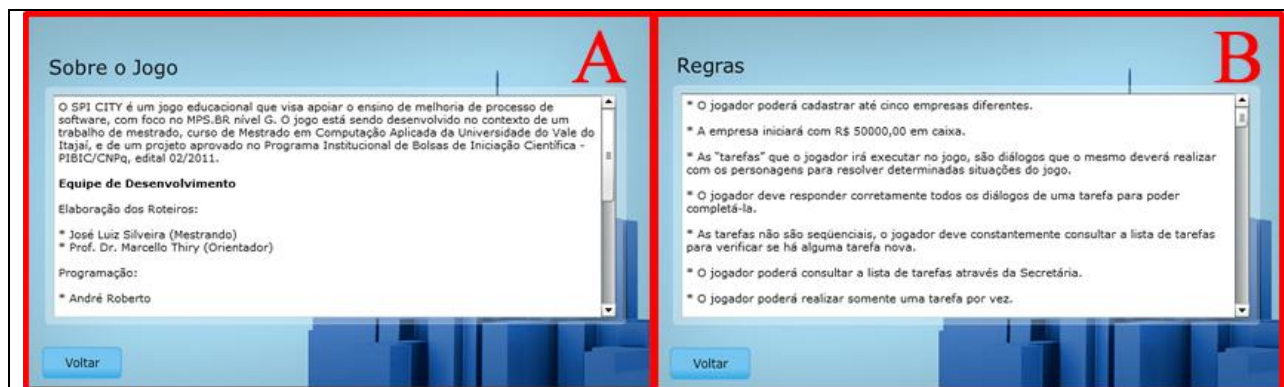 Sobre o Jogo
A
O SPI CITY é um jogo educacional que visa apoiar o ensino de melhoria de processo de
software, com foco no MPS.BR nível G. O jogo está sendo desenvolvido no contexto de um
trabalho de mestrado, curso de Mestrado em Computação Aplicada da Universidade do Vale do
Itajaí, e de um projeto aprovado no Programa Institucional de Bolsas de Iniciação Científica -
PIBIC/CNPq, edital 02/2011.
Equipe de Desenvolvimento
Elaboração dos Roteiros:
* José Luiz Silveira (Mestrando)
* Prof. Dr. Marcello Thiry (Orientador)
Programação:
* André Roberto
Voltar
Regras
B
* O jogador poderá cadastrar até cinco empresas diferentes.
* A empresa iniciará com R$ 50000,00 em caixa.
* As "tarefas" que o jogador irá executar no jogo, são diálogos que o mesmo deverá realizar
com os personagens para resolver determinadas situações do jogo.
* O jogador deve responder corretamente todos os diálogos de uma tarefa para poder
completá-la.
* As tarefas não são seqüenciais, o jogador deve constantemente consultar a lista de tarefas
para verificar se há alguma tarefa nova.
* O jogador poderá consultar a lista de tarefas através da Secretária.
* O jogador poderá realizar somente uma tarefa por vez.
Voltar